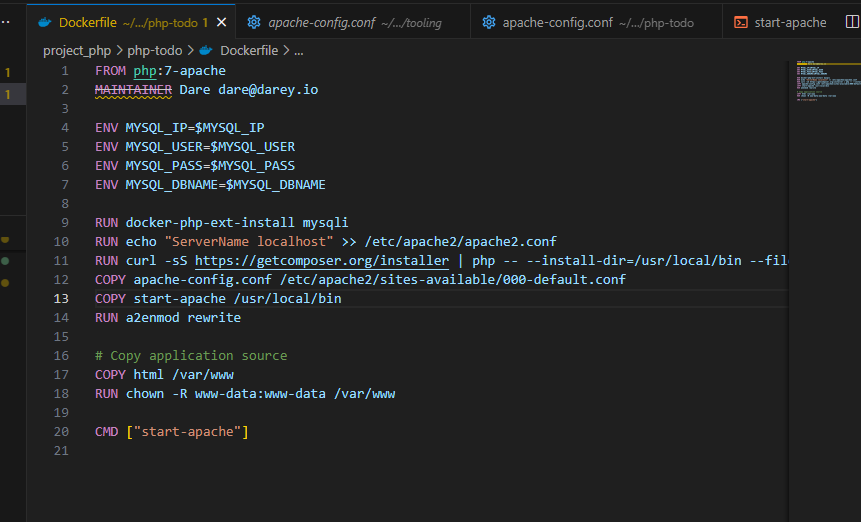 Dockerfile ~/.../php-todo 1
apache-config.conf ~/.../tooling
apache-config.conf ~/.../php-todo
start-apache
project_php > php-todo > Dockerfile > ...
1
1
1 FROM php:7-apache
2 MAINTAINER Dare dare@darey.io
3
4 ENV MYSQL_IP=$MYSQL_IP
5 ENV MYSQL_USER=$MYSQL_USER
6 ENV MYSQL_PASS=$MYSQL_PASS
7 ENV MYSQL_DBNAME=$MYSQL_DBNAME
8
9 RUN docker-php-ext-install mysqli
10 RUN echo "ServerName localhost" >> /etc/apache2/apache2.conf
11 RUN curl -sS https://getcomposer.org/installer | php -- --install-dir=/usr/local/bin --fil
12 COPY apache-config.conf /etc/apache2/sites-available/000-default.conf
13 COPY start-apache /usr/local/bin
14 RUN a2enmod rewrite
15
16 # Copy application source
17 COPY html /var/www
18 RUN chown -R www-data:www-data /var/www
19
20 CMD ["start-apache"]
21